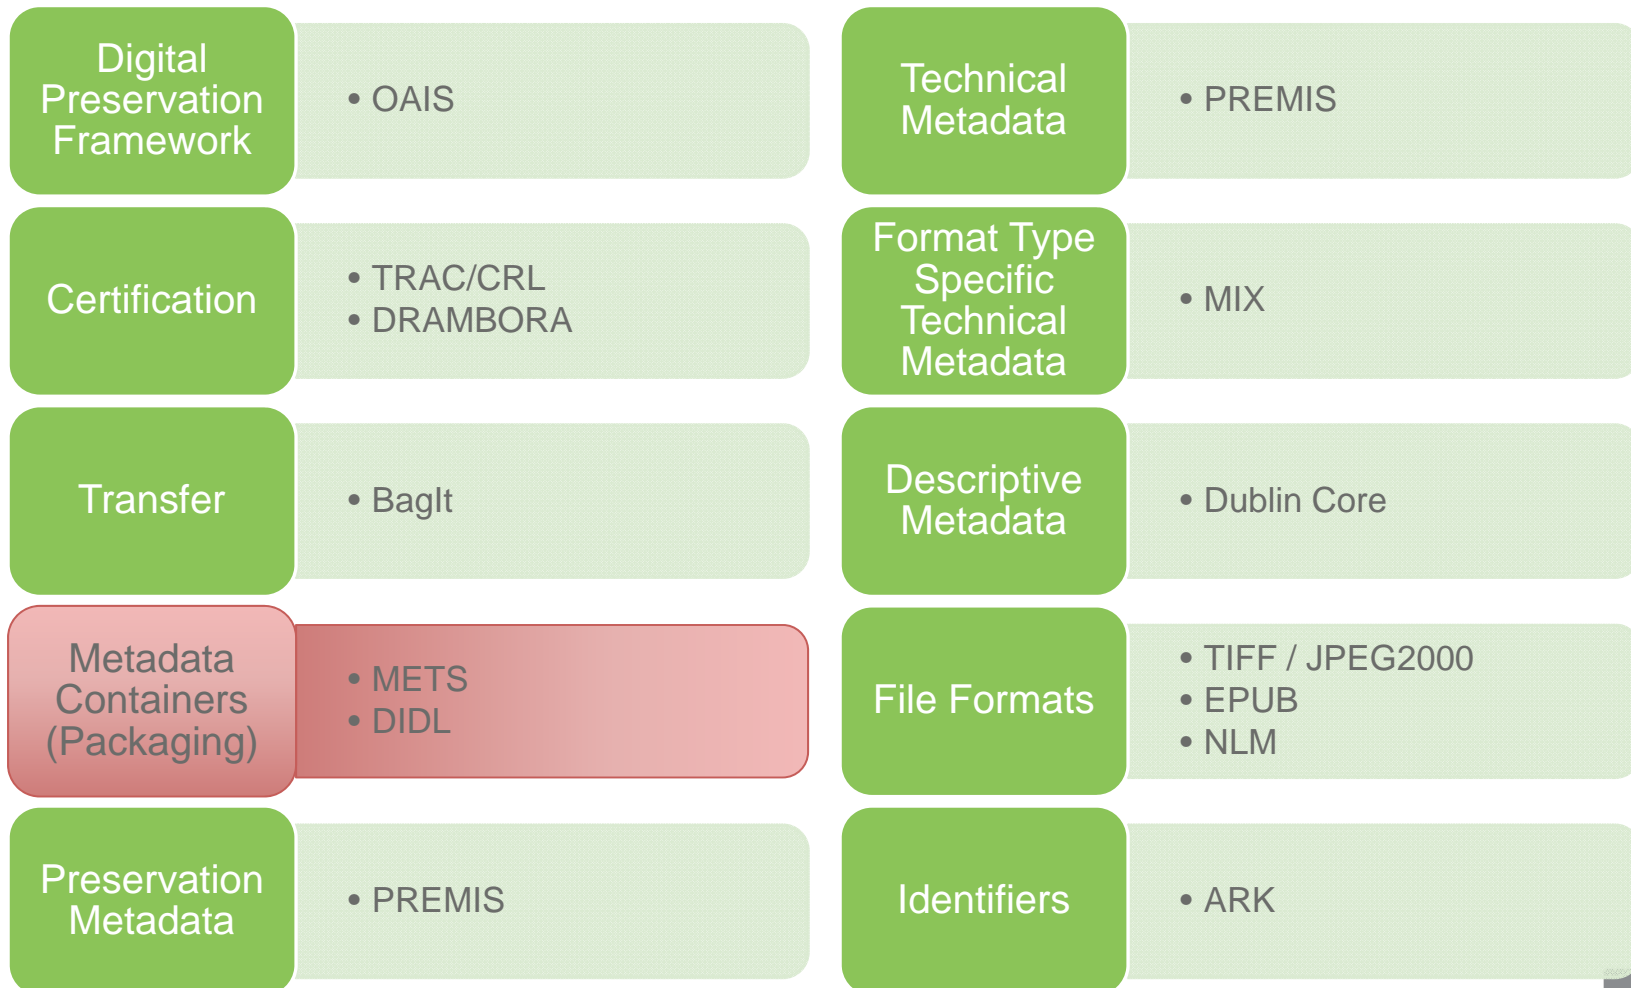 Digital
Preservation
Framework
• OAIS
Certification
• TRAC/CRL
• DRAMBORA
Transfer
• BagIt
Metadata
Containers
(Packaging)
• METS
• DIDL
Preservation
Metadata
• PREMIS
Technical
Metadata
• PREMIS
Format Type
Specific
Technical
Metadata
• MIX
Descriptive
Metadata
• Dublin Core
File Formats
• TIFF / JPEG2000
• EPUB
• NLM
Identifiers
• ARK